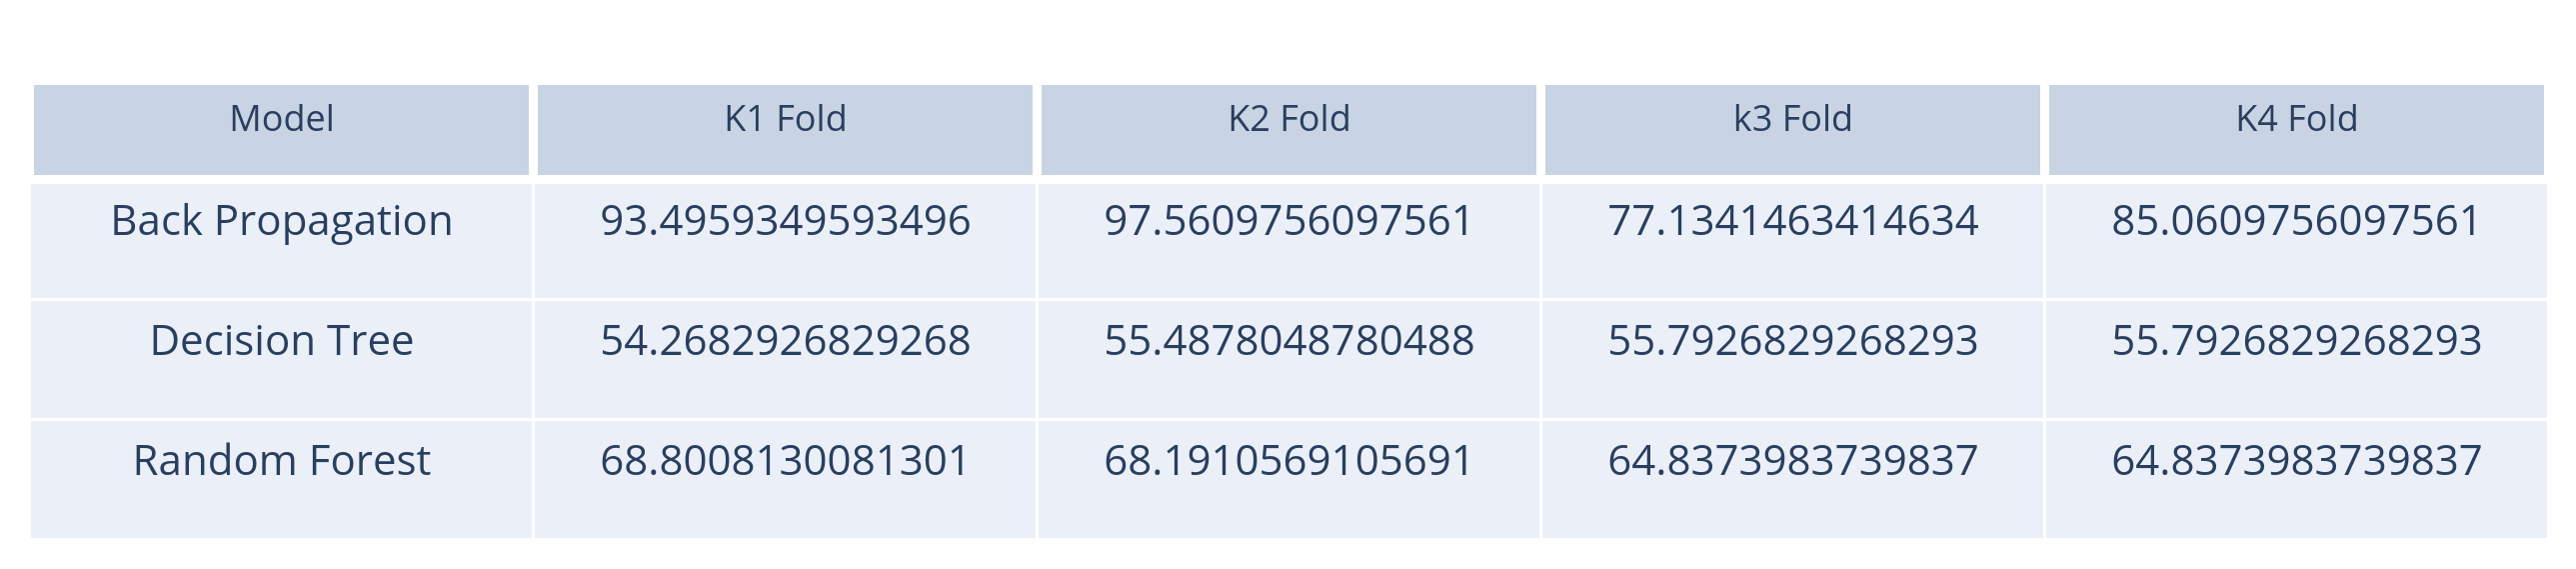 Model K1 Fold K2 Fold k3 Fold K4 Fold
Back Propagation 93.4959349593496 97.5609756097561 77.1341463414634 85.0609756097561
Decision Tree 54.2682926829268 55.4878048780488 55.7926829268293 55.7926829268293
Random Forest 68.8008130081301 68.1910569105691 64.8373983739837 64.8373983739837